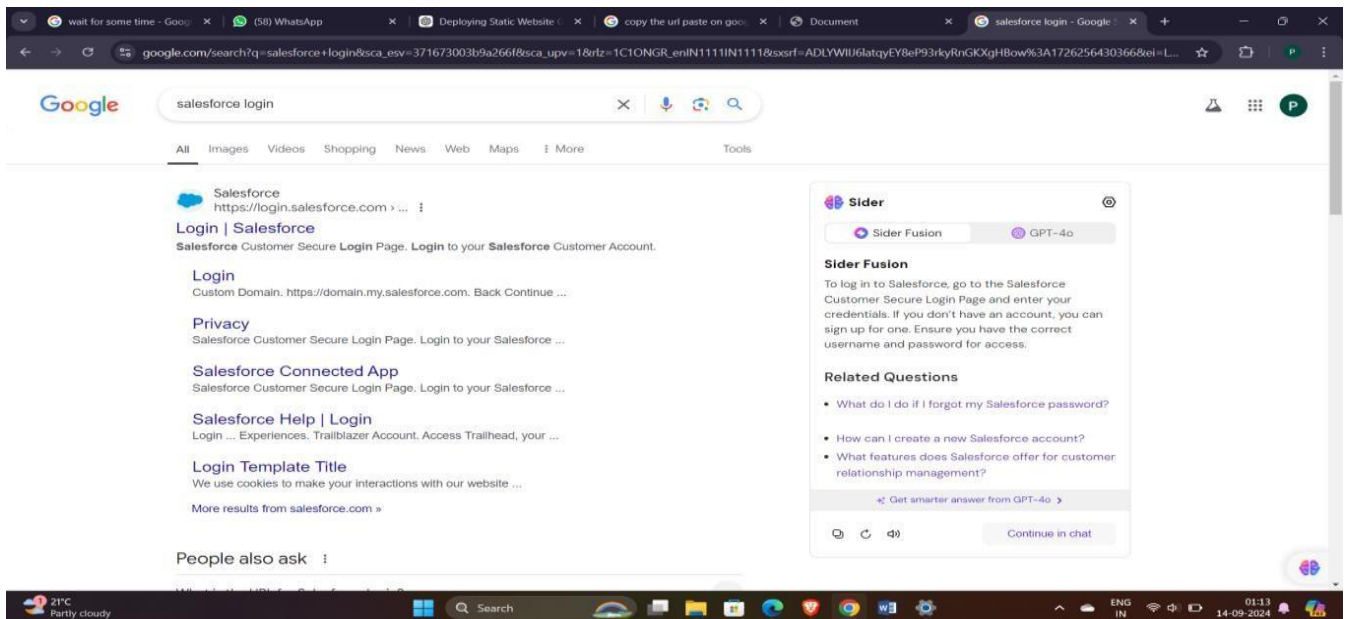 wait for some time - Goog
(58) WhatsApp
Deploying Static Website
copy the url paste on goog
Document
salesforce login - Google
google.com/search?q=salesforce+login&sca_esv=371673003b9a266f&sca_upv=1&rlz=1C1ONGR_enIN1111IN1111&sxsrf=
Google
salesforce login
P
All Images Videos Shopping News Web Maps More Tools
Salesforce
https://login.salesforce.com › ...
Login | Salesforce
Salesforce Customer Secure Login Page. Login to your Salesforce Customer Account.
Login
Custom Domain. https://domain.my.salesforce.com. Back Continue ...
Privacy
Salesforce Customer Secure Login Page. Login to your Salesforce ...
Salesforce Connected App
Salesforce Customer Secure Login Page. Login to your Salesforce ...
Salesforce Help | Login
Login ... Experiences. Trailblazer Account. Access Trailhead, your ...
Login Template Title
We use cookies to make your interactions with our website ...
More results from salesforce.com »
People also ask
Sider
Sider Fusion GPT-4o
Sider Fusion
To log in to Salesforce, go to the Salesforce
Customer Secure Login Page and enter your
credentials. If you don't have an account, you can
sign up for one. Ensure you have the correct
username and password for access.
Related Questions
• What do I do if I forgot my Salesforce password?
• How can I create a new Salesforce account?
• What features does Salesforce offer for customer
relationship management?
Get smarter answer from GPT-4o >
Continue in chat
21°C
Partly cloudy
Search
ENG
IN
01:13
14-09-2024